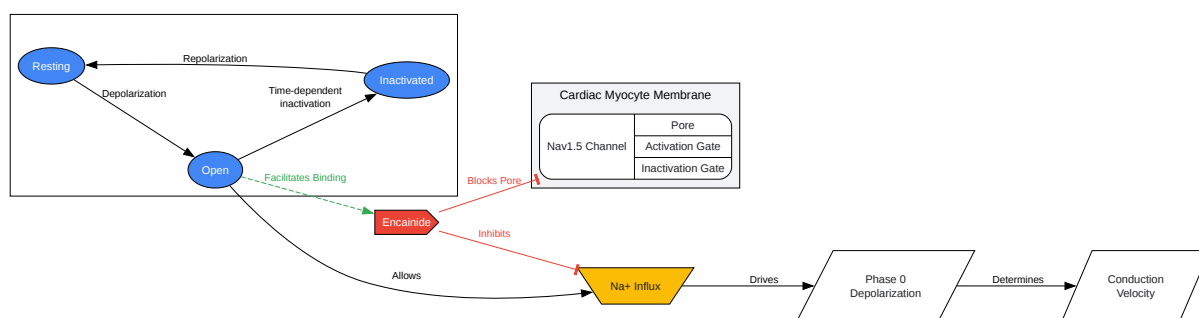 Resting
Repolarization
Inactivated
Depolarization
Time-dependent
inactivation
Open
Facilitates Binding
Cardiac Myocyte Membrane
Nav1.5 Channel
Pore
Activation Gate
Inactivation Gate
Blocks Pore
Encainide
Inhibits
Allows
Na+ Influx
Drives
Phase 0
Depolarization
Determines
Conduction
Velocity